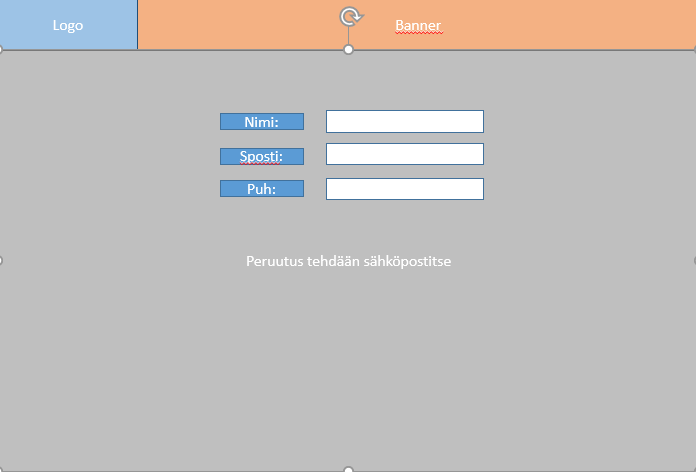 Logo
Banner
Nimi:
Sposti:
Puh:
Peruutus tehdään sähköpostitse